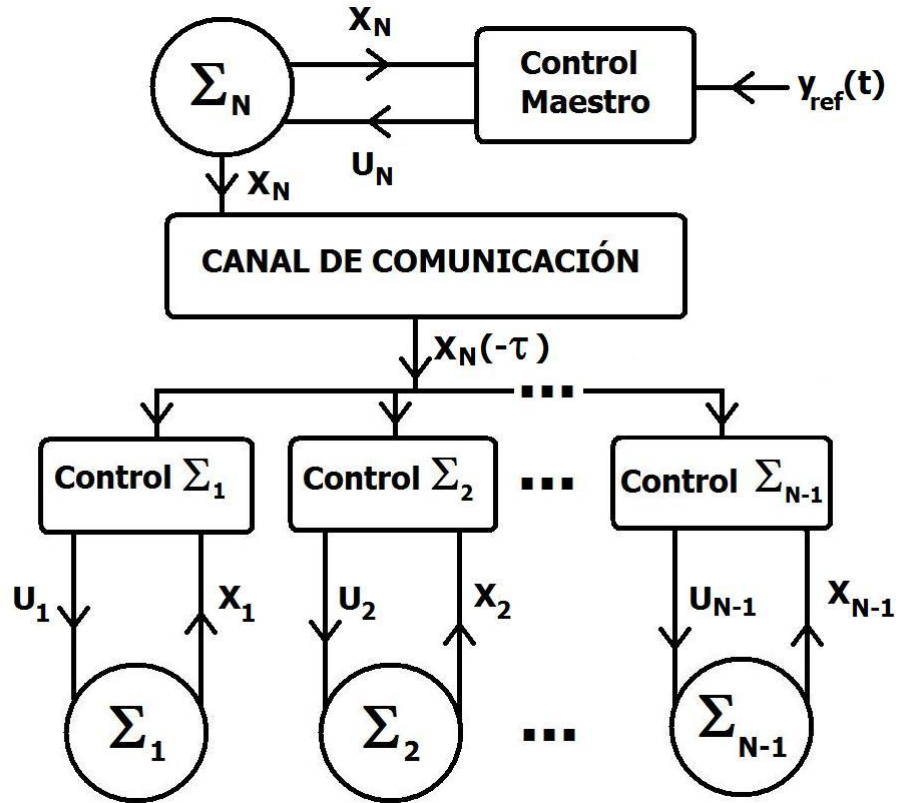 X_N
Σ_N
Control
Maestro
y_ref(t)
U_N
X_N
CANAL DE COMUNICACIÓN
X_N(-τ)
...
Control Σ_1
Control Σ_2
...
Control Σ_N-1
U_1
X_1
U_2
X_2
U_N-1
X_N-1
Σ_1
Σ_2
...
Σ_N-1